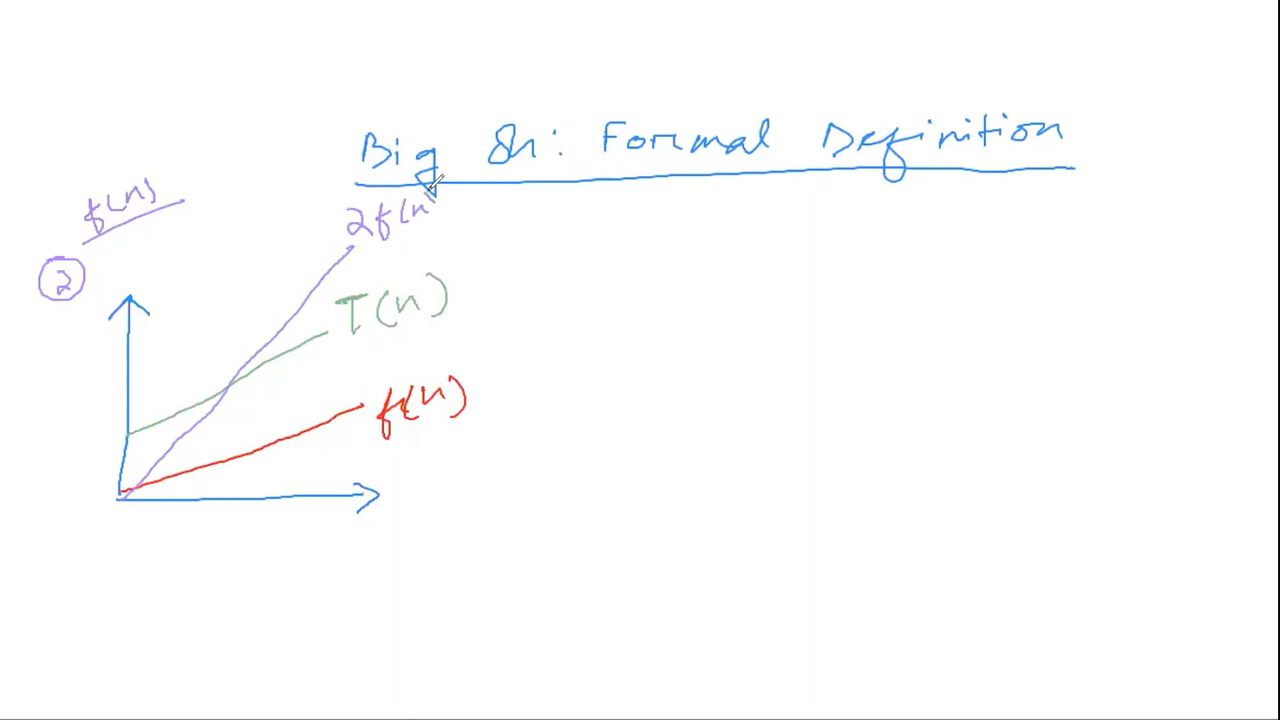 Big Oh: Formal Definition
f(n)
2f(n
2
T(n)
f(n)